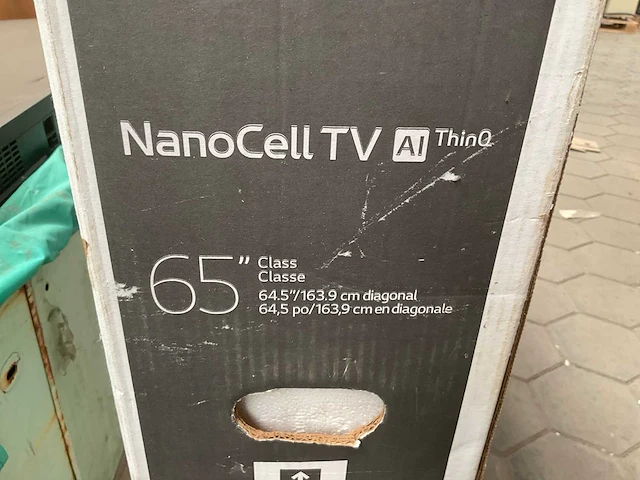 NanoCell TV AI ThinQ
65” Class
Classe
64.5”/163.9 cm diagonal
64,5 po/163,9 cm en diagonale